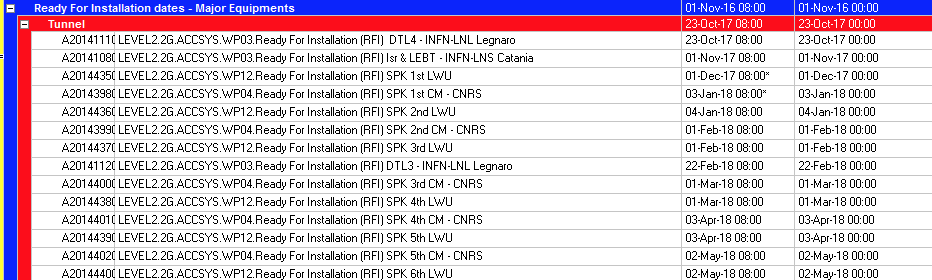 Ready For Installation dates - Major Equipments 01-Nov-16 08:00 01-Nov-16 00:00
Tunnel 23-Oct-17 08:00 23-Oct-17 00:00
A2014111( LEVEL2.2G.ACCSYS.WP03.Ready For Installation (RFI) DTL4 - INFN-LNL Legnaro 23-Oct-17 08:00 23-Oct-17 00:00
A2014108( LEVEL2.2G.ACCSYS.WP03.Ready For Installation (RFI) Isr & LEBT - INFN-LNS Catania 01-Nov-17 08:00 01-Nov-17 00:00
A2014435( LEVEL2.2G.ACCSYS.WP12.Ready For Installation (RFI) SPK 1st LWU 01-Dec-17 08:00* 01-Dec-17 00:00
A2014398( LEVEL2.2G.ACCSYS.WP04.Ready For Installation (RFI) SPK 1st CM - CNRS 03-Jan-18 08:00* 03-Jan-18 00:00
A2014436( LEVEL2.2G.ACCSYS.WP12.Ready For Installation (RFI) SPK 2nd LWU 04-Jan-18 08:00 04-Jan-18 00:00
A2014399( LEVEL2.2G.ACCSYS.WP04.Ready For Installation (RFI) SPK 2nd CM - CNRS 01-Feb-18 08:00 01-Feb-18 00:00
A2014437( LEVEL2.2G.ACCSYS.WP12.Ready For Installation (RFI) SPK 3rd LWU 01-Feb-18 08:00 01-Feb-18 00:00
A2014112( LEVEL2.2G.ACCSYS.WP03.Ready For Installation (RFI) DTL3 - INFN-LNL Legnaro 22-Feb-18 08:00 22-Feb-18 00:00
A2014400( LEVEL2.2G.ACCSYS.WP04.Ready For Installation (RFI) SPK 3rd CM - CNRS 01-Mar-18 08:00 01-Mar-18 00:00
A2014438( LEVEL2.2G.ACCSYS.WP12.Ready For Installation (RFI) SPK 4th LWU 01-Mar-18 08:00 01-Mar-18 00:00
A2014401( LEVEL2.2G.ACCSYS.WP04.Ready For Installation (RFI) SPK 4th CM - CNRS 03-Apr-18 08:00 03-Apr-18 00:00
A2014439( LEVEL2.2G.ACCSYS.WP12.Ready For Installation (RFI) SPK 5th LWU 03-Apr-18 08:00 03-Apr-18 00:00
A2014402( LEVEL2.2G.ACCSYS.WP04.Ready For Installation (RFI) SPK 5th CM - CNRS 02-May-18 08:00 02-May-18 00:00
A2014440( LEVEL2.2G.ACCSYS.WP12.Ready For Installation (RFI) SPK 6th LWU 02-May-18 08:00 02-May-18 00:00